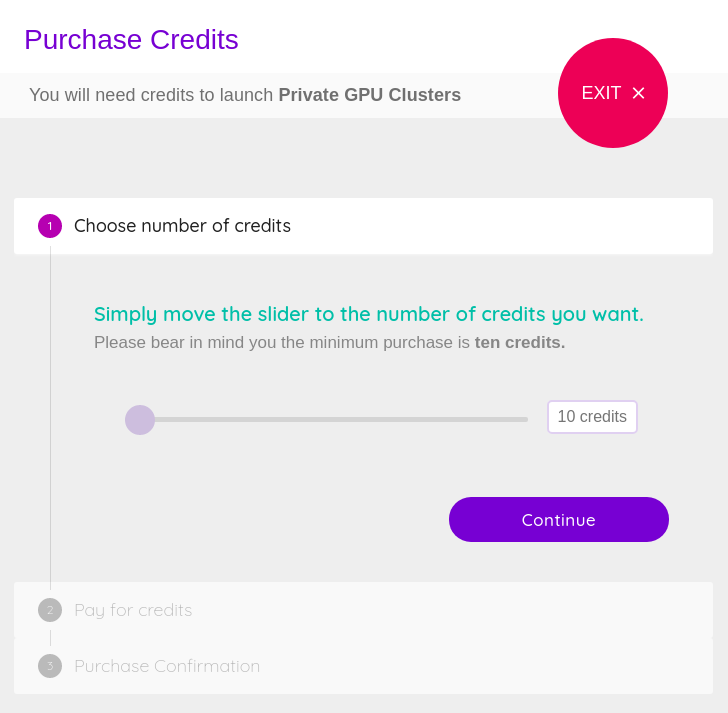 Purchase Credits
You will need credits to launch Private GPU Clusters
EXIT
1
Choose number of credits
Simply move the slider to the number of credits you want.
Please bear in mind you the minimum purchase is ten credits.
10 credits
Continue
2
Pay for credits
3
Purchase Confirmation